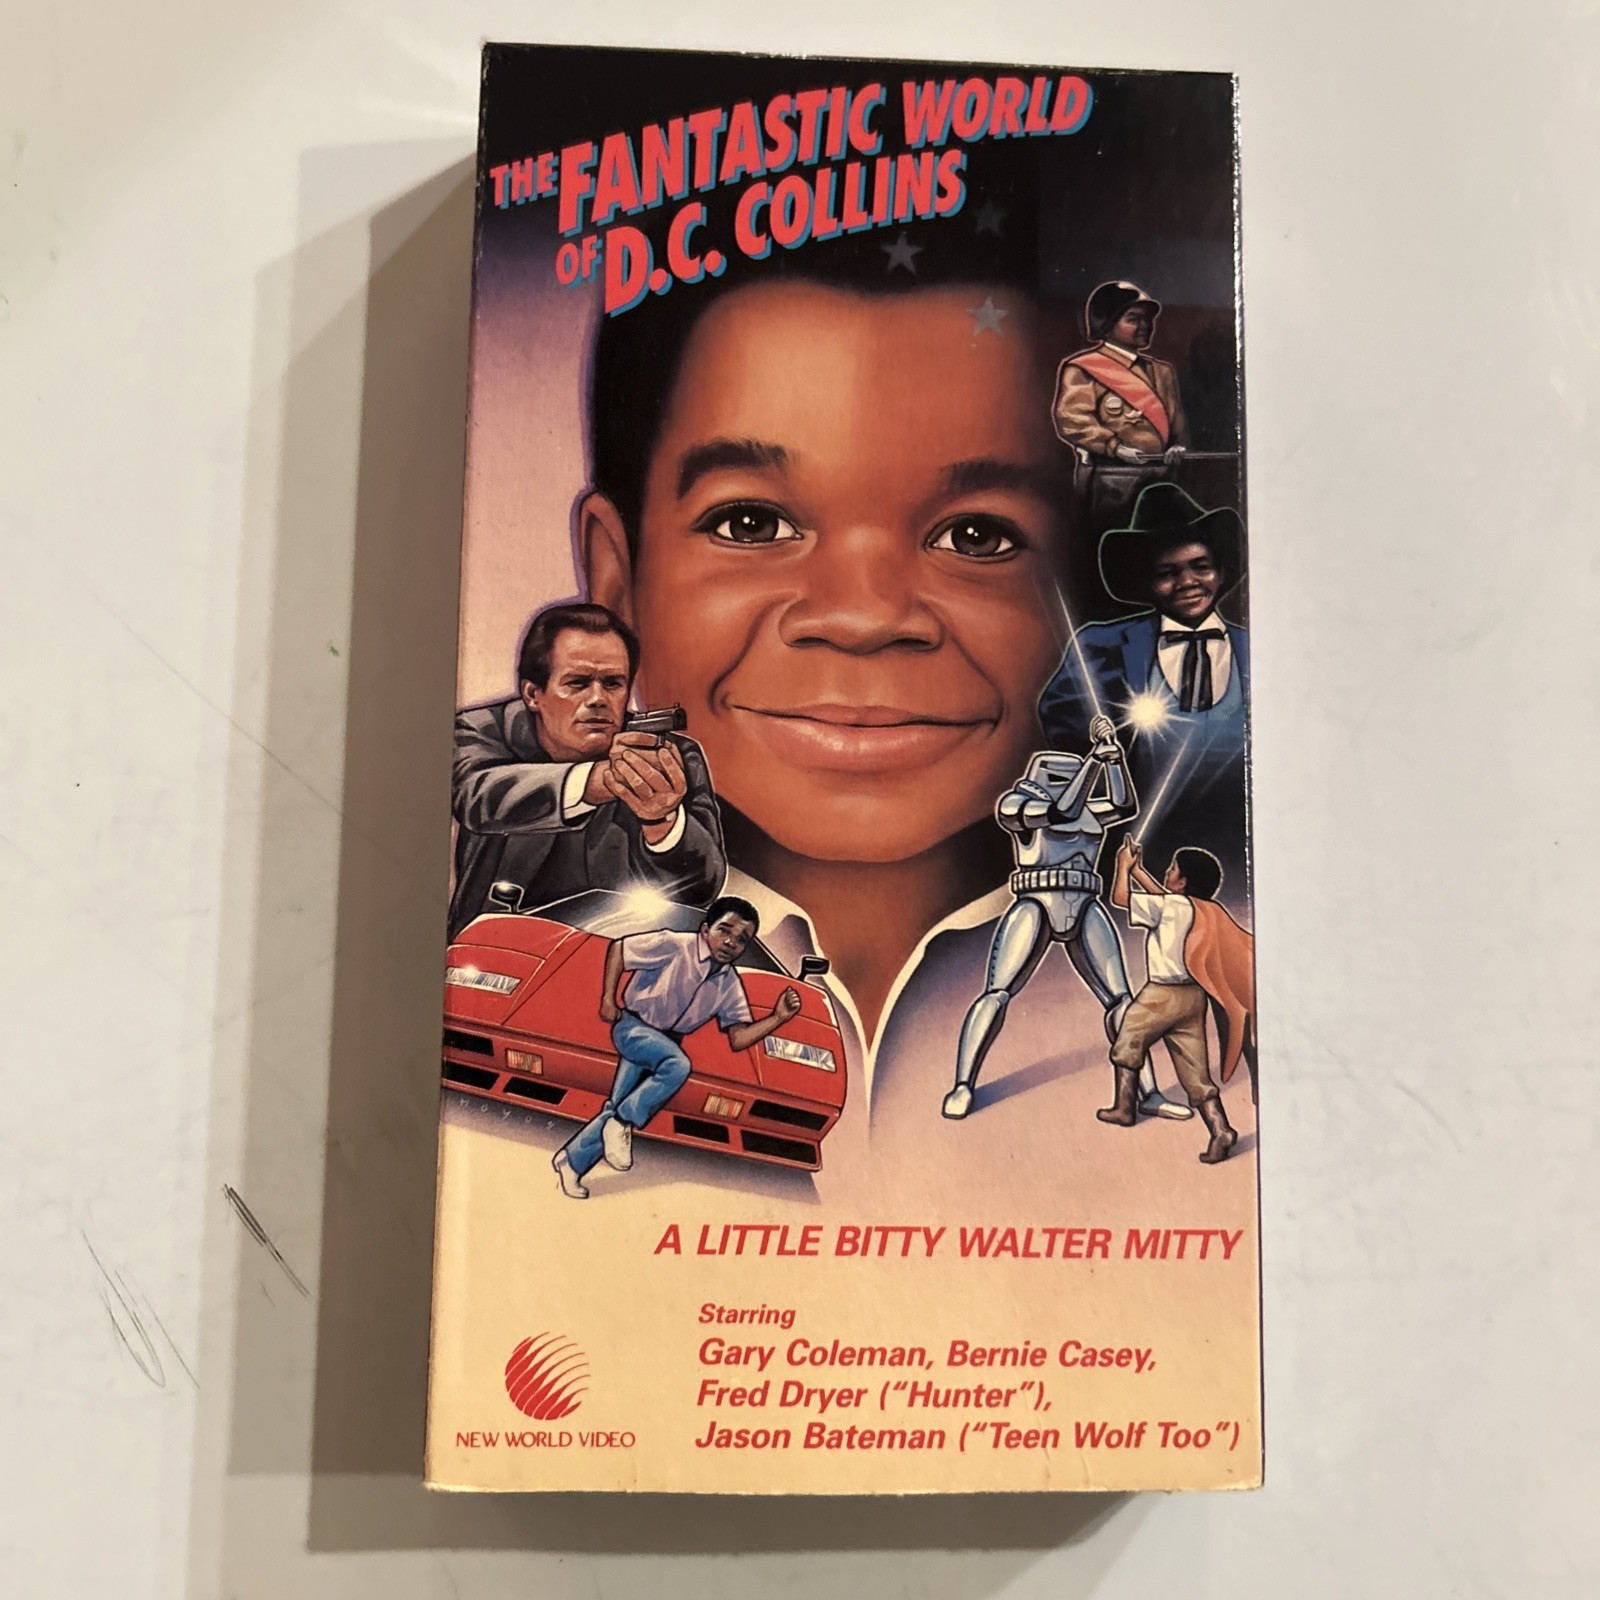 THE FANTASTIC WORLD
OF D.C. COLLINS
HOYOS
A LITTLE BITTY WALTER MITTY
Starring
Gary Coleman, Bernie Casey,
Fred Dryer ("Hunter"),
Jason Bateman ("Teen Wolf Too")
NEW WORLD VIDEO